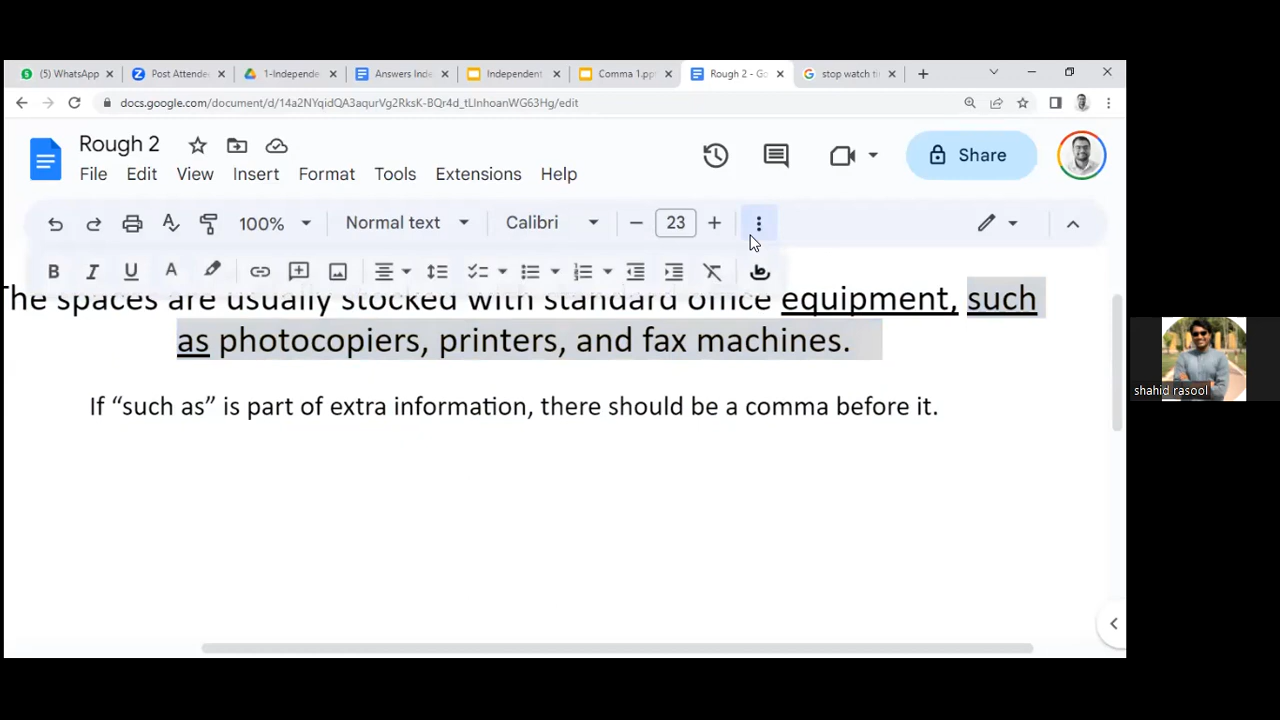 (5) WhatsApp
Post Attende
1-Independe
Answers Inde
Independent
Comma 1.pp
Rough 2 - Go
stop watch ti
docs.google.com/document/d/14a2NYqidQA3aqurVg2RksK-BQr4d_tLlnhoanWG63Hg/edit
Rough 2
File Edit View Insert Format Tools Extensions Help
Share
100% Normal text Calibri 23
B I U A
The spaces are usually stocked with standard office equipment, such
as photocopiers, printers, and fax machines.
If “such as” is part of extra information, there should be a comma before it.
shahid rasool